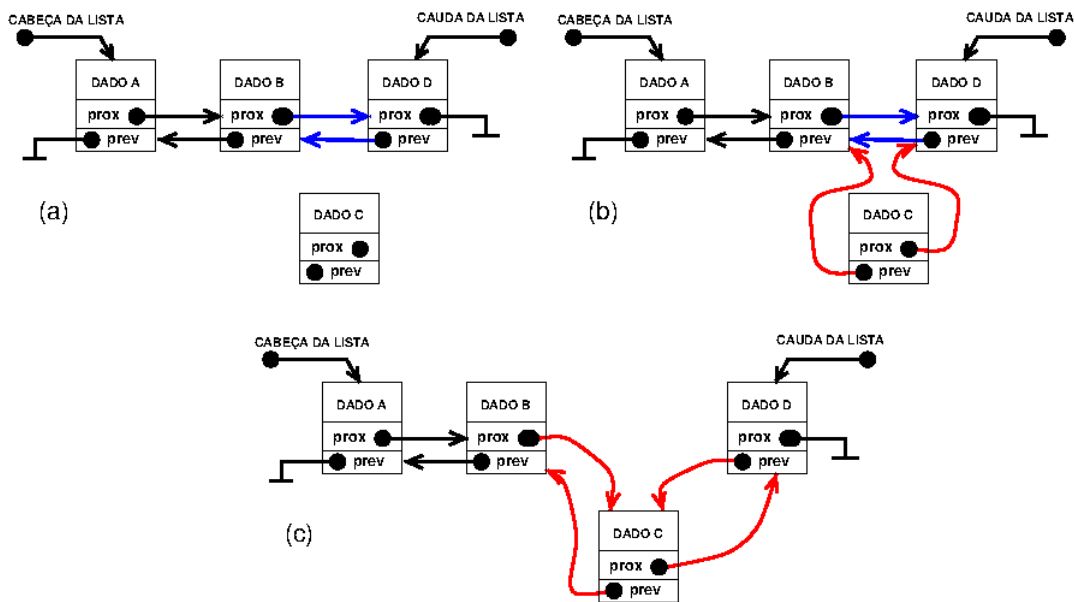 CABEÇA DA LISTA
CAUDA DA LISTA
DADO A
DADO B
DADO D
prox
prox
prox
prev
prev
prev
(a)
DADO C
prox
prev
CABEÇA DA LISTA
CAUDA DA LISTA
DADO A
DADO B
DADO D
prox
prox
prox
prev
prev
prev
(b)
DADO C
prox
prev
CABEÇA DA LISTA
CAUDA DA LISTA
DADO A
DADO B
DADO D
prox
prox
prox
prev
prev
prev
(c)
DADO C
prox
prev